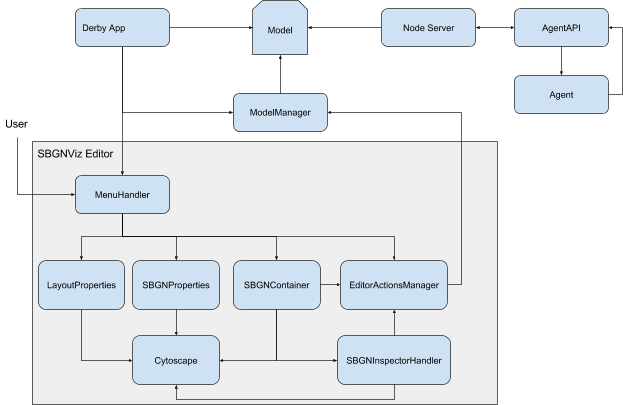 Derby App
Model
Node Server
AgentAPI
Agent
ModelManager
User
SBGNViz Editor
MenuHandler
LayoutProperties
SBGNProperties
SBGNContainer
EditorActionsManager
Cytoscape
SBGNInspectorHandler